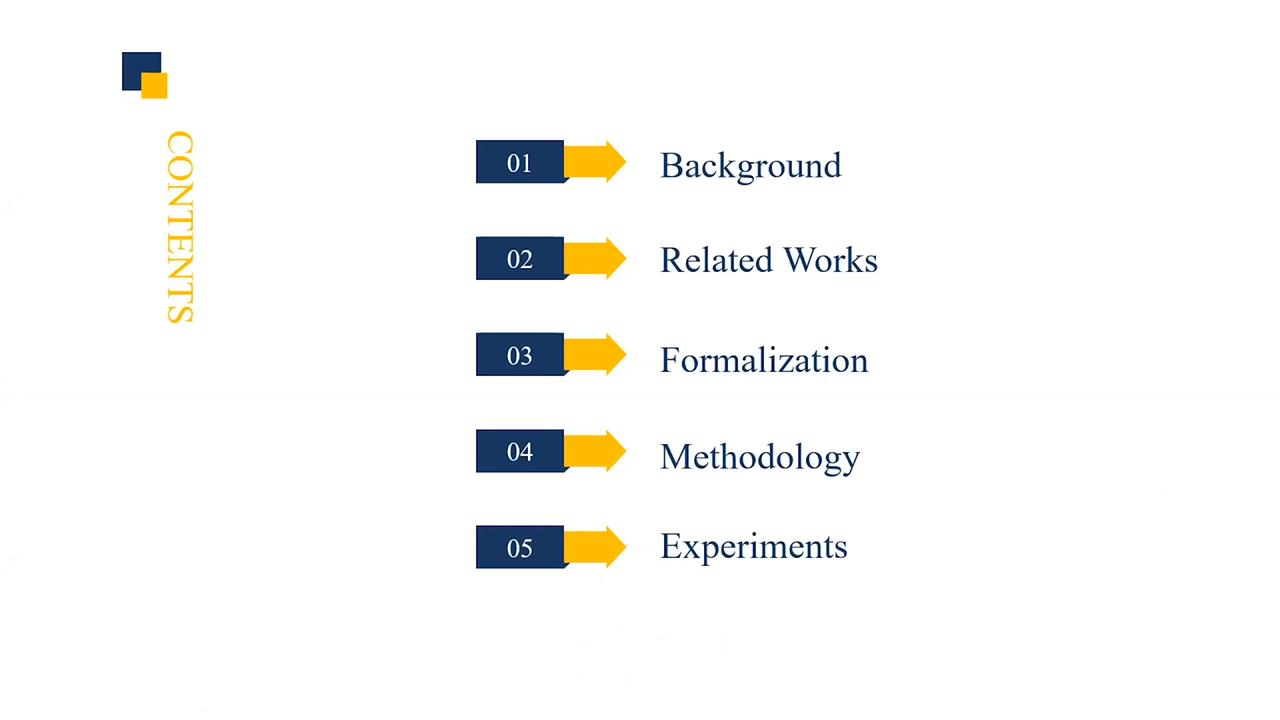 CONTENTS
01 Background
02 Related Works
03 Formalization
04 Methodology
05 Experiments